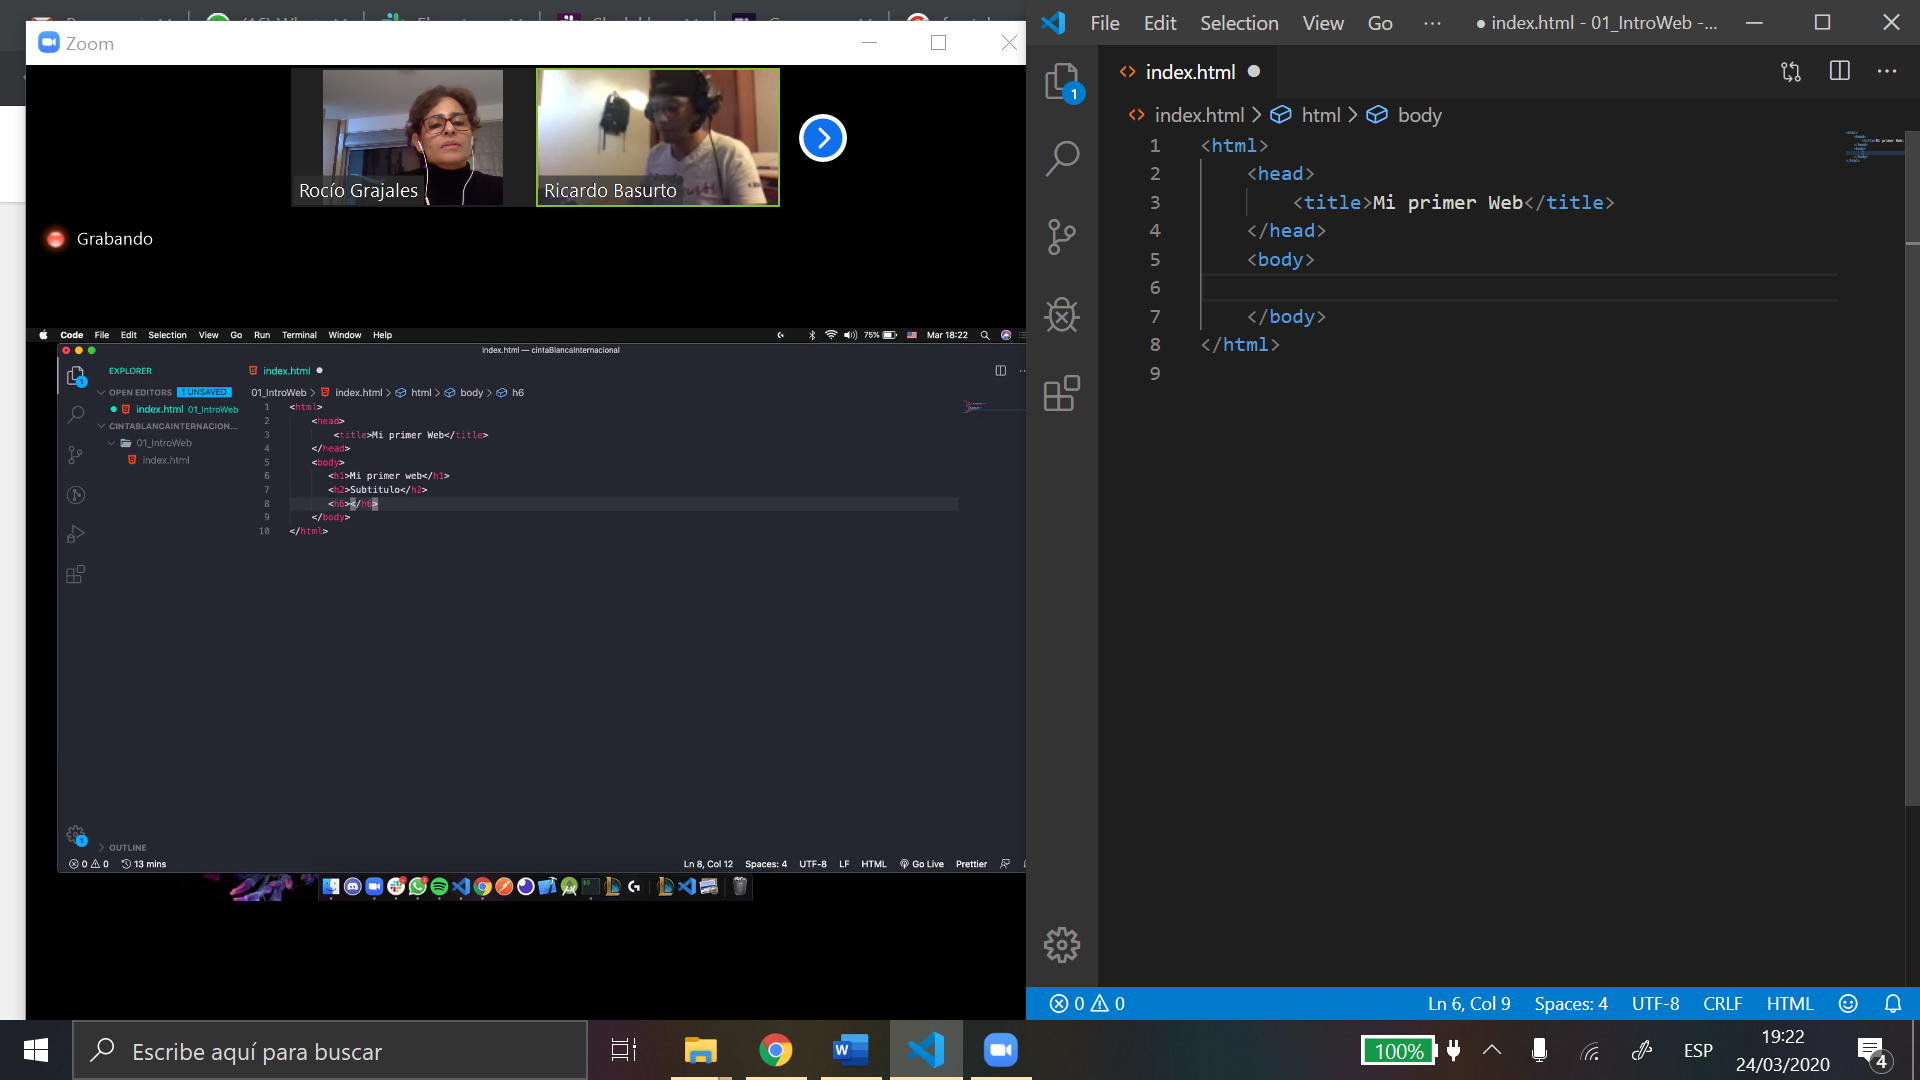 Zoom
Rocío Grajales
Ricardo Basurto
Grabando
Code File Edit Selection View Go Run Terminal Window Help
75% Mar 18:22
index.html — cintaBlancaInternacional
EXPLORER
OPEN EDITORS 1 UNSAVED
index.html 01_IntroWeb
CINTABLANCAINTERNACION...
01_IntroWeb
index.html
index.html
01_IntroWeb > index.html > html > body > h6
1 <html>
2 <head>
3 <title>Mi primer Web</title>
4 </head>
5 <body>
6 <h1>Mi primer web</h1>
7 <h2>Subtitulo</h2>
8 <h6></h6>
9 </body>
10 </html>
OUTLINE
0 0 13 mins
Ln 8, Col 12 Spaces: 4 UTF-8 LF HTML Go Live Prettier
File Edit Selection View Go ··· ● index.html - 01_IntroWeb -...
1
index.html
index.html > html > body
1 <html>
2 <head>
3 <title>Mi primer Web</title>
4 </head>
5 <body>
6
7 </body>
8 </html>
9
0 0
Ln 6, Col 9 Spaces: 4 UTF-8 CRLF HTML
Escribe aquí para buscar
100%
ESP
19:22
24/03/2020
4